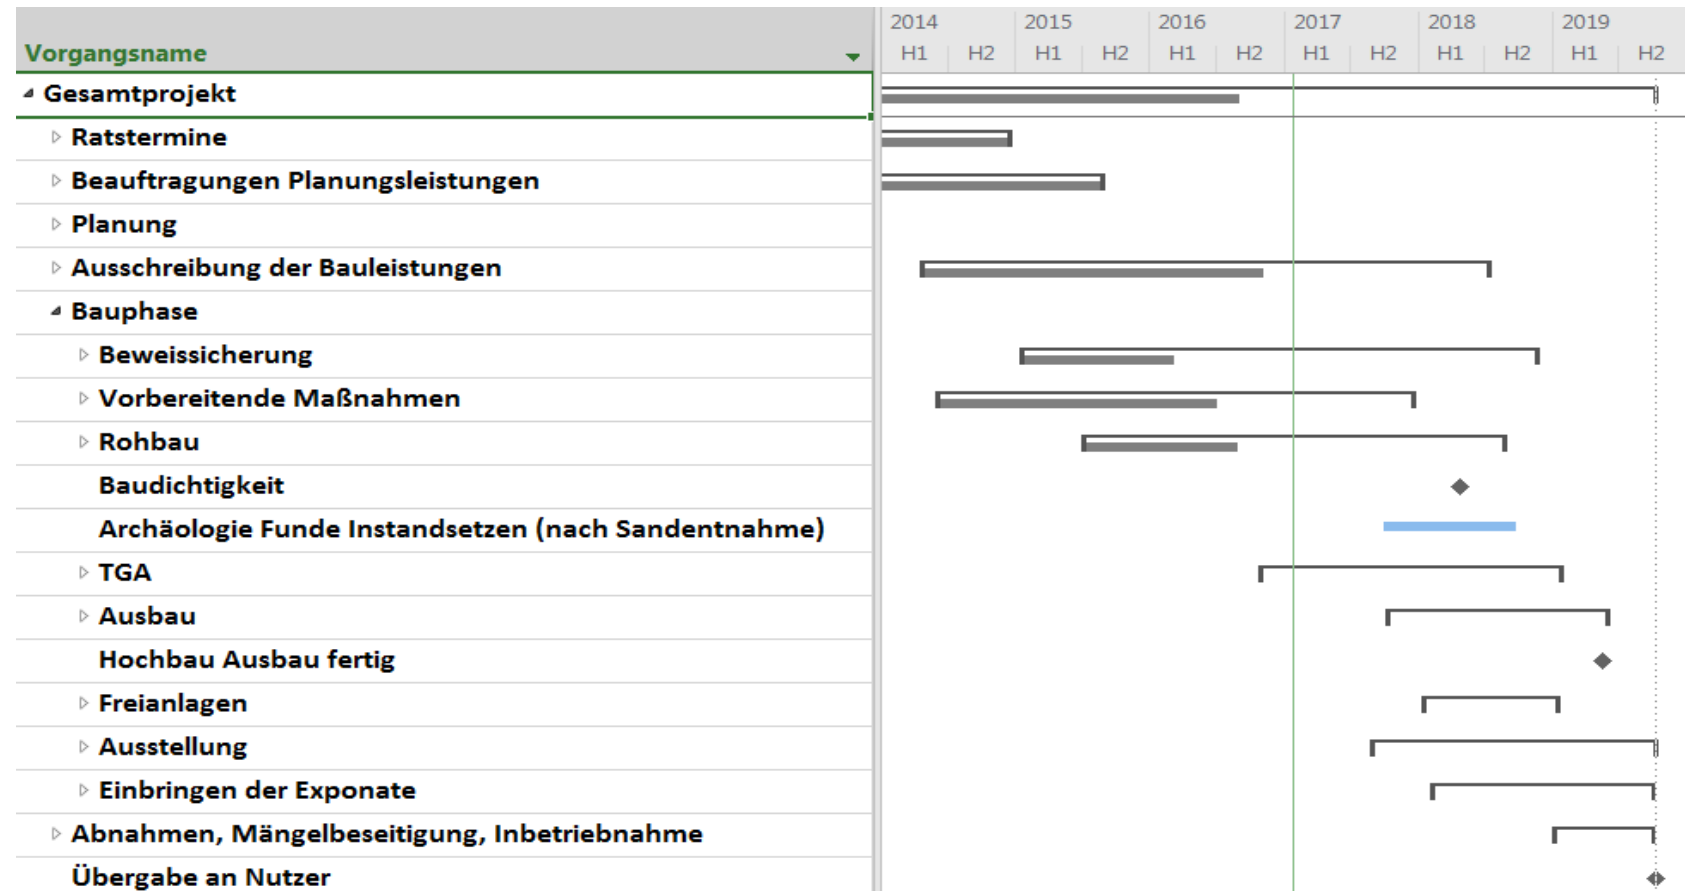 2014 2015 2016 2017 2018 2019
Vorgangsname H1 H2 H1 H2 H1 H2 H1 H2 H1 H2 H1 H2
Gesamtprojekt
Ratstermine
Beauftragungen Planungsleistungen
Planung
Ausschreibung der Bauleistungen
Bauphase
Beweissicherung
Vorbereitende Maßnahmen
Rohbau
Baudichtigkeit
Archäologie Funde Instandsetzen (nach Sandentnahme)
TGA
Ausbau
Hochbau Ausbau fertig
Freianlagen
Ausstellung
Einbringen der Exponate
Abnahmen, Mängelbeseitigung, Inbetriebnahme
Übergabe an Nutzer